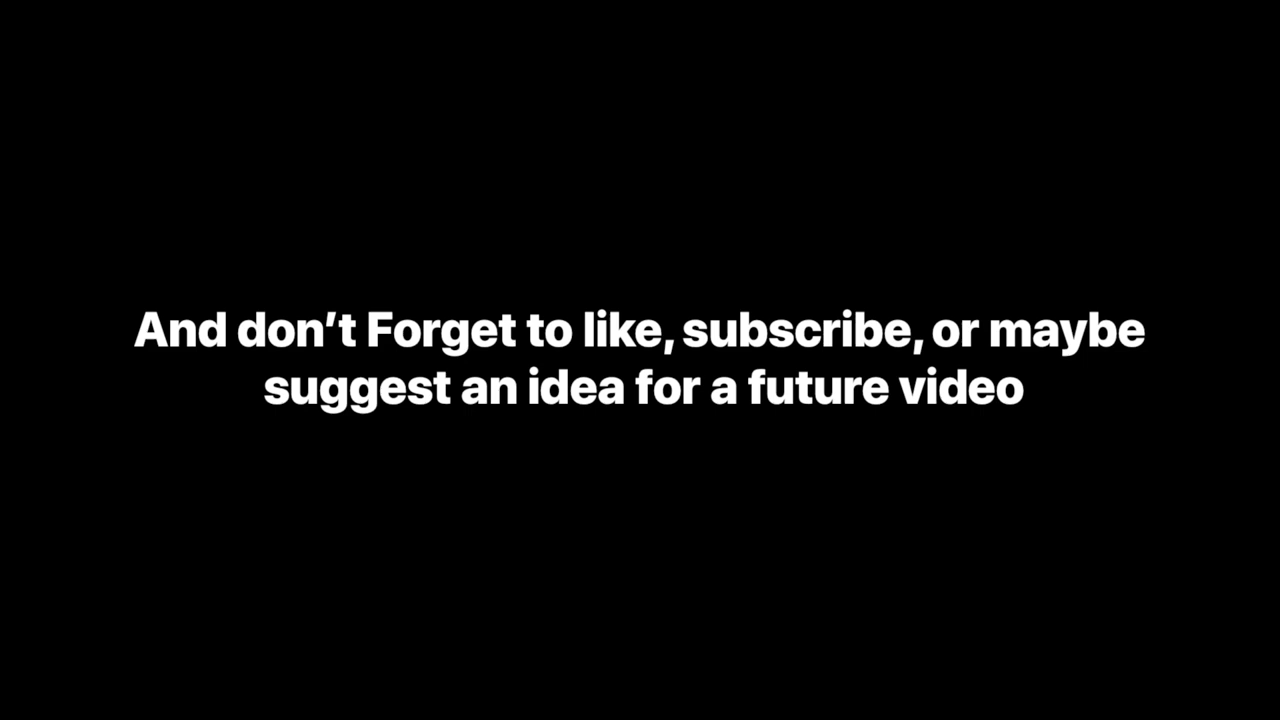 And don’t Forget to like, subscribe, or maybe
suggest an idea for a future video